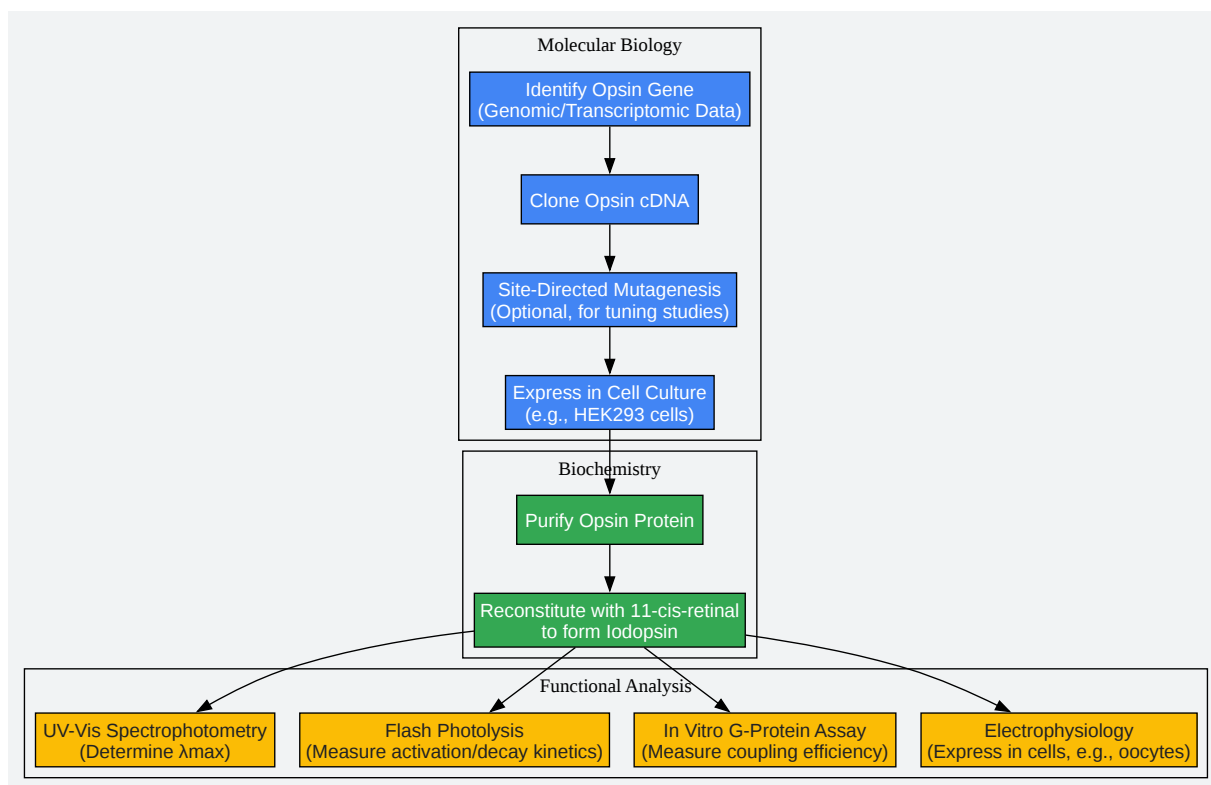 Molecular Biology
Identify Opsin Gene
(Genomic/Transcriptomic Data)
Clone Opsin cDNA
Site-Directed Mutagenesis
(Optional, for tuning studies)
Express in Cell Culture
(e.g., HEK293 cells)
Biochemistry
Purify Opsin Protein
Reconstitute with 11-cis-retinal
to form Iodopsin
Functional Analysis
UV-Vis Spectrophotometry
(Determine λmax)
Flash Photolysis
(Measure activation/decay kinetics)
In Vitro G-Protein Assay
(Measure coupling efficiency)
Electrophysiology
(Express in cells, e.g., oocytes)